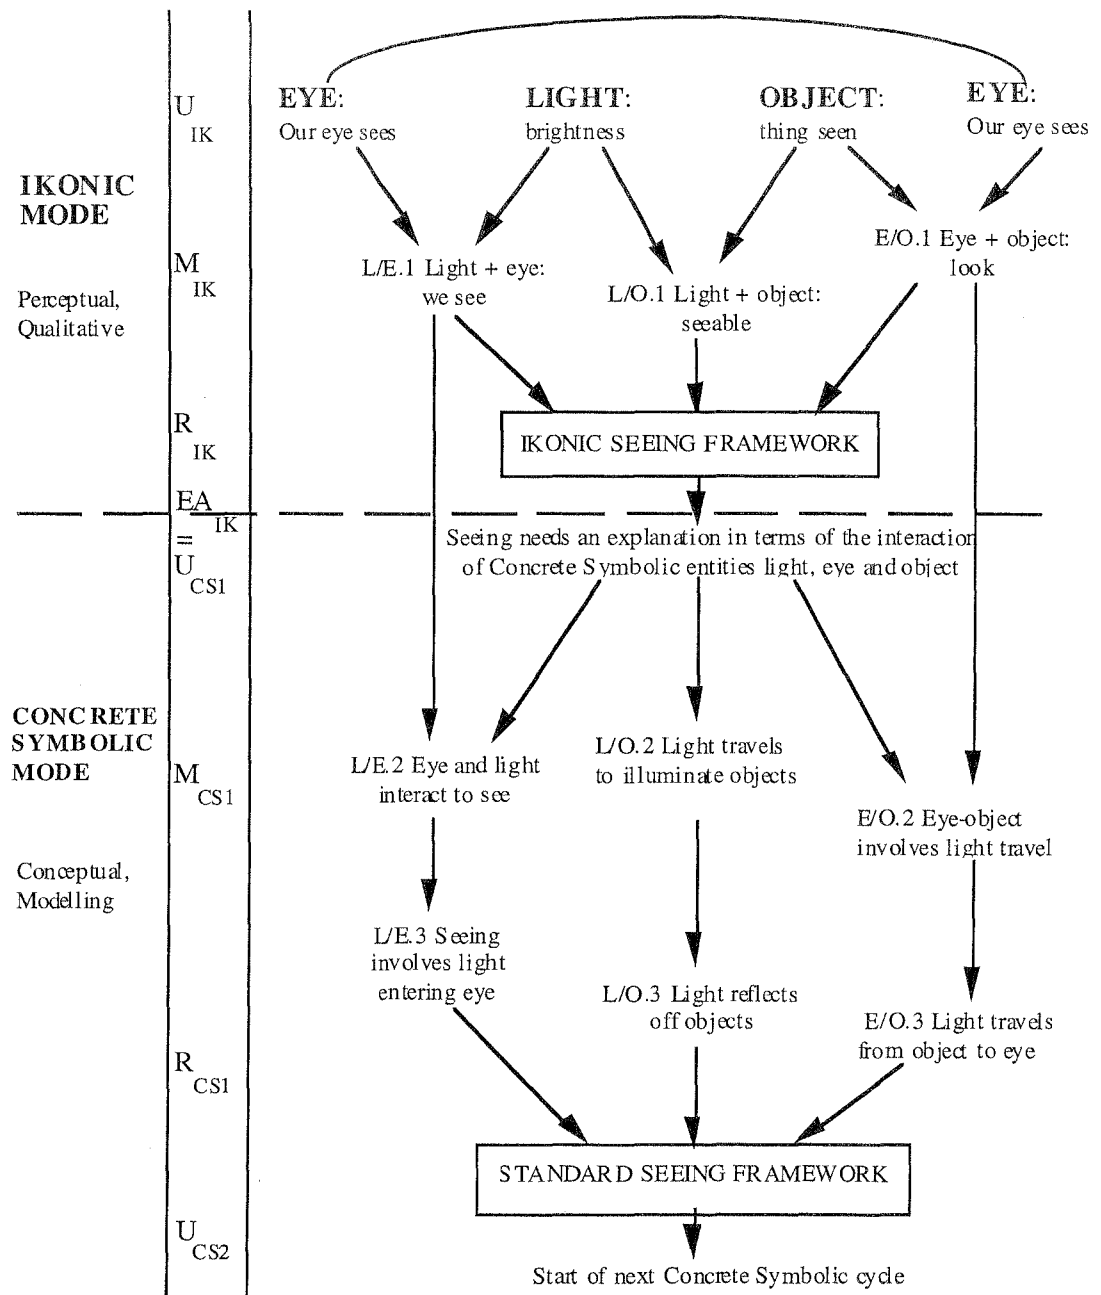 EYE:
LIGHT:
OBJECT:
EYE:
Our eye sees
brightness
thing seen
Our eye sees
U IK
IKONIC
MODE
M IK
Perceptual,
Qualitative
L/E.1 Light + eye:
we see
L/O.1 Light + object:
seeable
E/O.1 Eye + object:
look
R IK
IKONIC SEEING FRAMEWORK
EA IK
=
U CS1
Seeing needs an explanation in terms of the interaction
of Concrete Symbolic entities light, eye and object
CONCRETE
SYMBOLIC
MODE
M CS1
Conceptual,
Modelling
L/E.2 Eye and light
interact to see
L/O.2 Light travels
to illuminate objects
E/O.2 Eye-object
involves light travel
L/E.3 Seeing
involves light
entering eye
L/O.3 Light reflects
off objects
E/O.3 Light travels
from object to eye
R CS1
STANDARD SEEING FRAMEWORK
U CS2
Start of next Concrete Symbolic cycle